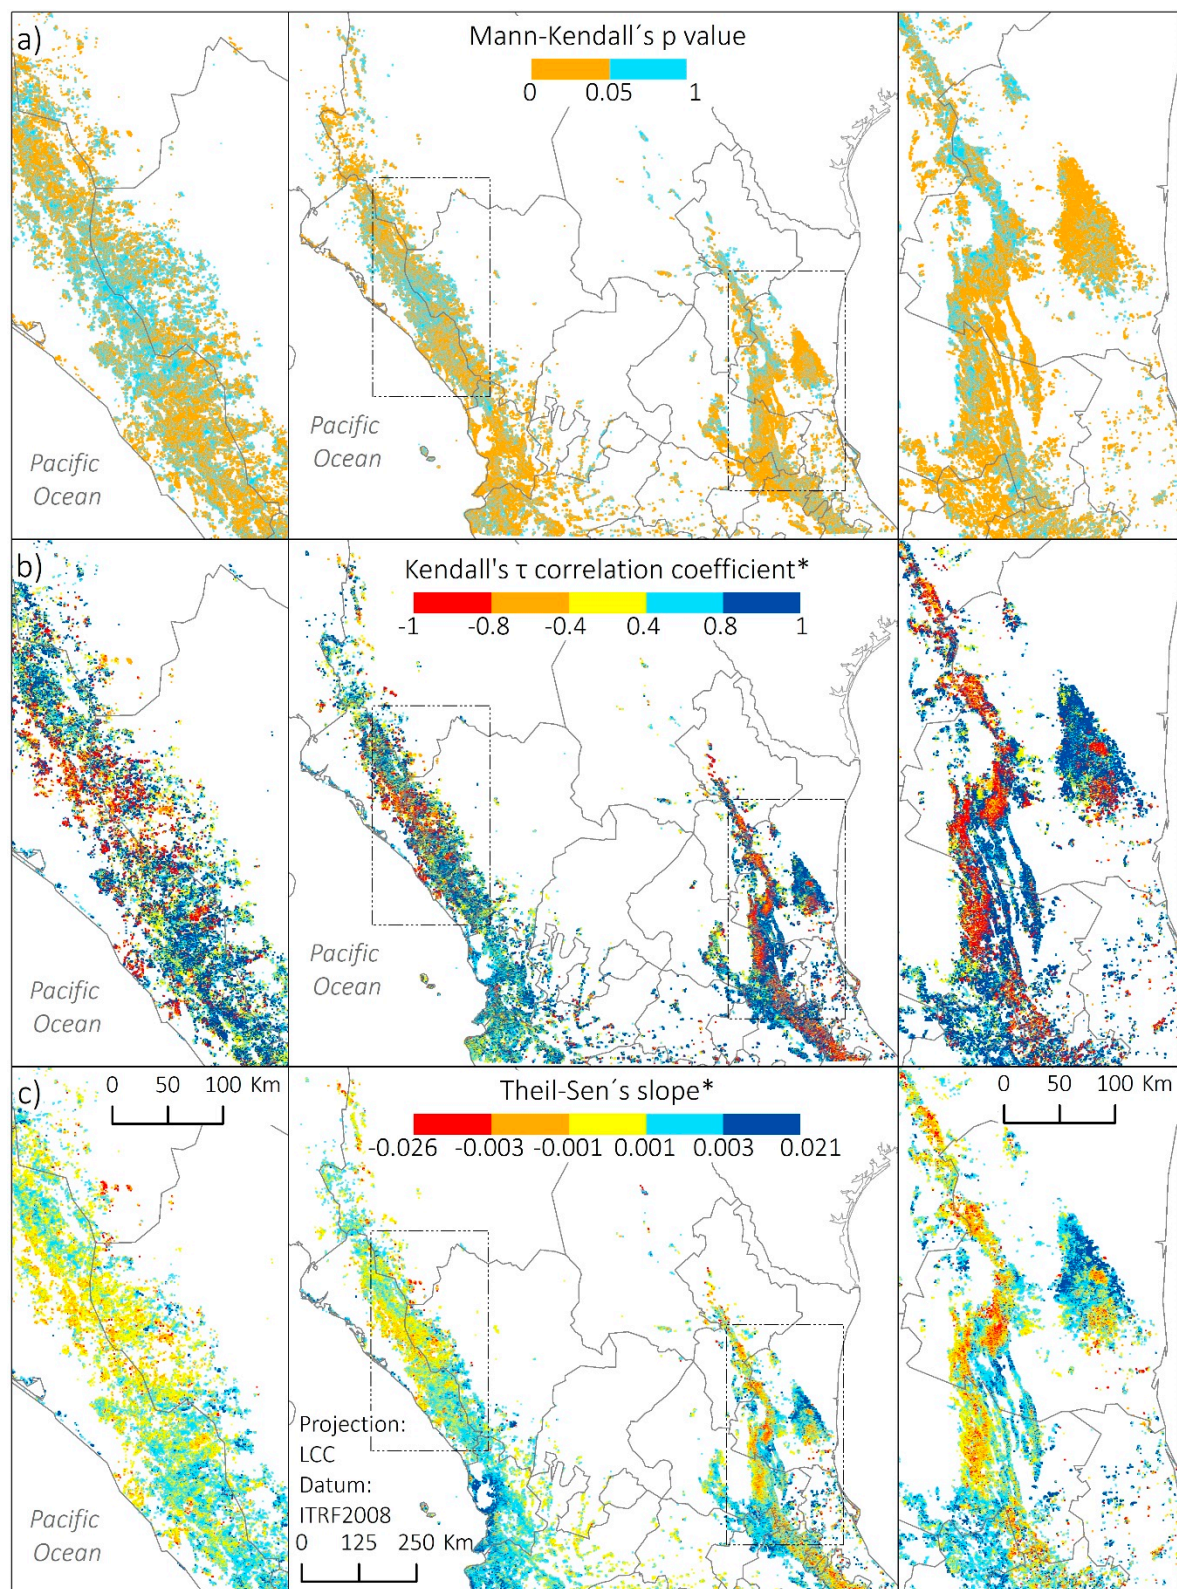 a)
Mann-Kendall´s p value
0 0.05 1
Pacific
Ocean
Pacific
Ocean
b)
Kendall's τ correlation coefficient*
-1 -0.8 -0.4 0.4 0.8 1
Pacific
Ocean
Pacific
Ocean
c)
0 50 100 Km
Theil-Sen´s slope*
-0.026 -0.003 -0.001 0.001 0.003 0.021
0 50 100 Km
Pacific
Ocean
Projection:
LCC
Datum:
ITRF2008
0 125 250 Km